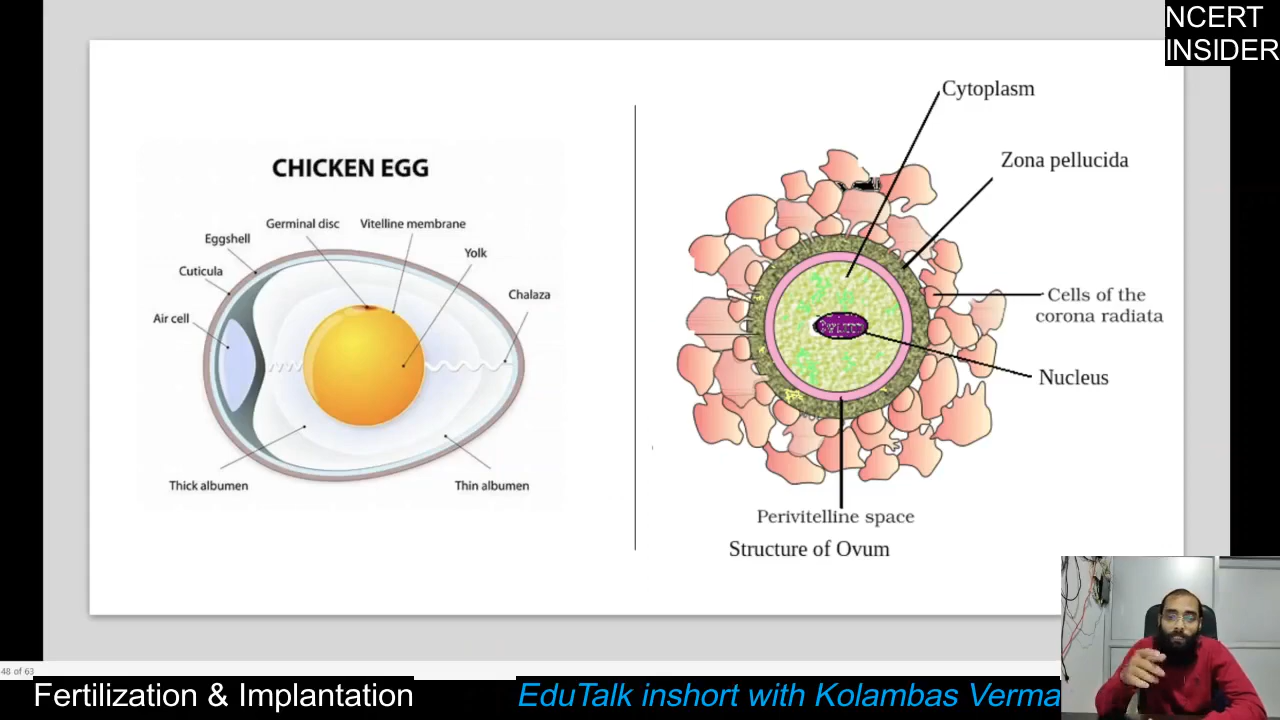 NCERT
INSIDER
CHICKEN EGG
Germinal disc
Vitelline membrane
Eggshell
Yolk
Cuticula
Chalaza
Air cell
Thick albumen
Thin albumen
Cytoplasm
Zona pellucida
Cells of the
corona radiata
Nucleus
Perivitelline space
Structure of Ovum
48 of 63
Fertilization & Implantation
EduTalk inshort with Kolambas Verma